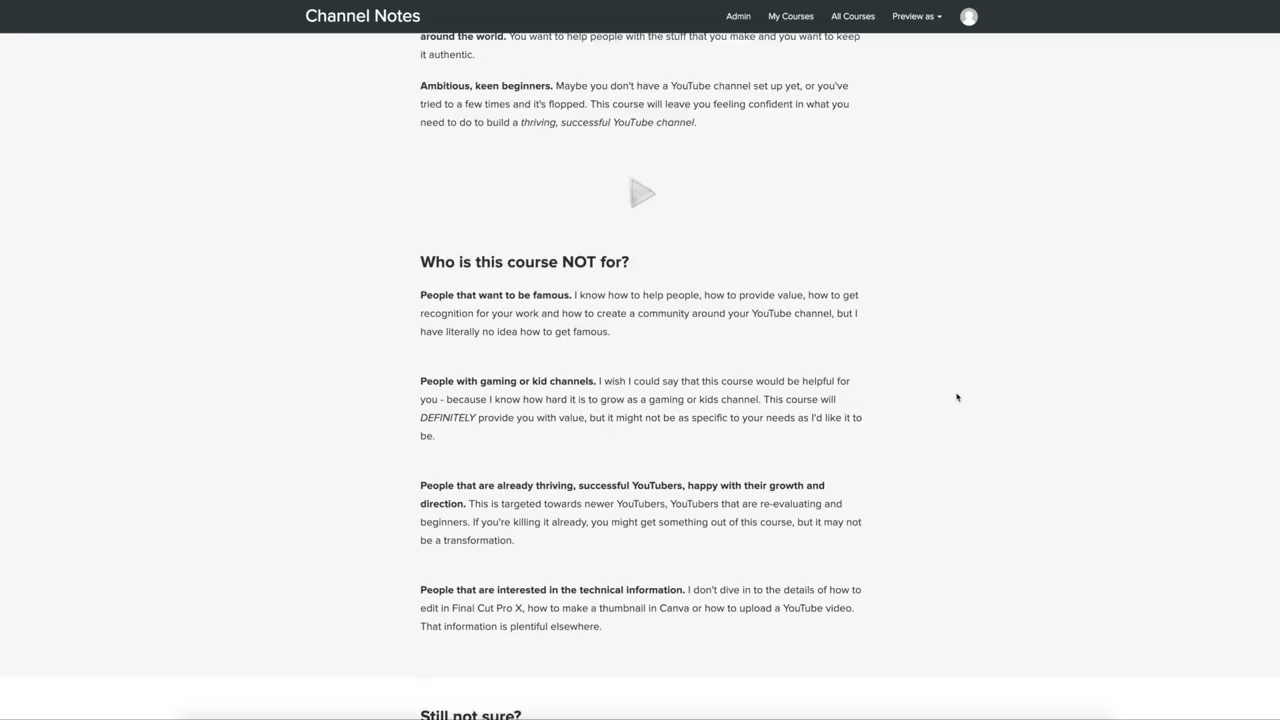 Channel Notes
Admin
My Courses
All Courses
Preview as
around the world. You want to help people with the stuff that you make and you want to keep
it authentic.
Ambitious, keen beginners. Maybe you don't have a YouTube channel set up yet, or you've
tried to a few times and it's flopped. This course will leave you feeling confident in what you
need to do to build a thriving, successful YouTube channel.
Who is this course NOT for?
People that want to be famous. I know how to help people, how to provide value, how to get
recognition for your work and how to create a community around your YouTube channel, but I
have literally no idea how to get famous.
People with gaming or kid channels. I wish I could say that this course would be helpful for
you - because I know how hard it is to grow as a gaming or kids channel. This course will
DEFINITELY provide you with value, but it might not be as specific to your needs as I'd like it to
be.
People that are already thriving, successful YouTubers, happy with their growth and
direction. This is targeted towards newer YouTubers, YouTubers that are re-evaluating and
beginners. If you're killing it already, you might get something out of this course, but it may not
be a transformation.
People that are interested in the technical information. I don't dive in to the details of how to
edit in Final Cut Pro X, how to make a thumbnail in Canva or how to upload a YouTube video.
That information is plentiful elsewhere.
Still not sure?